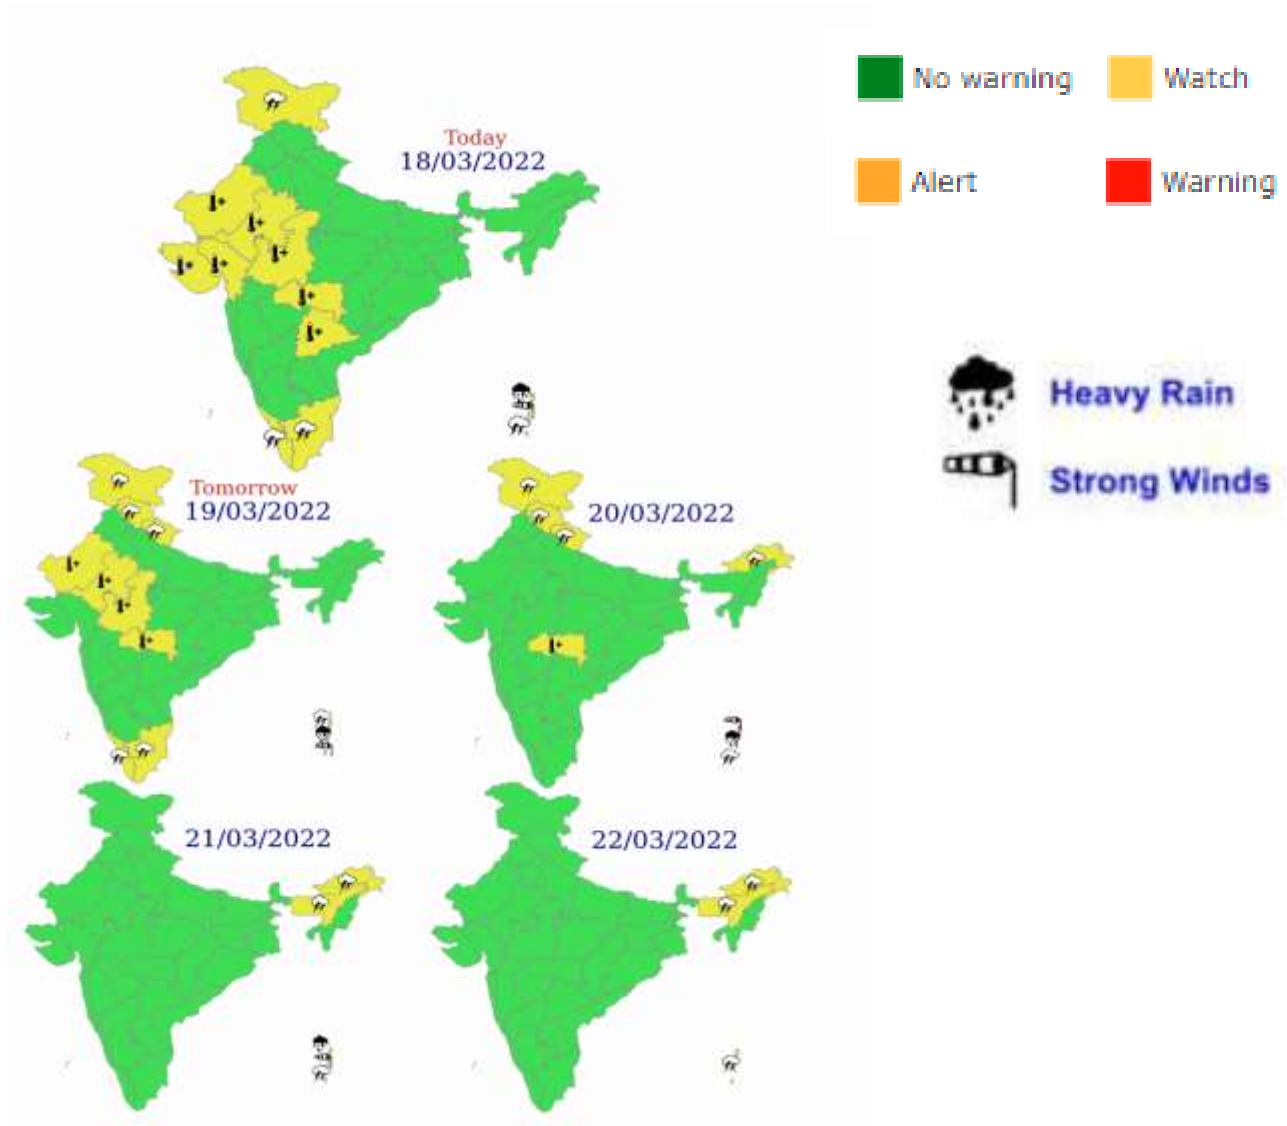 No warning
Watch
Today
18/03/2022
Alert
Warning
Heavy Rain
Strong Winds
Tomorrow
19/03/2022
20/03/2022
21/03/2022
22/03/2022